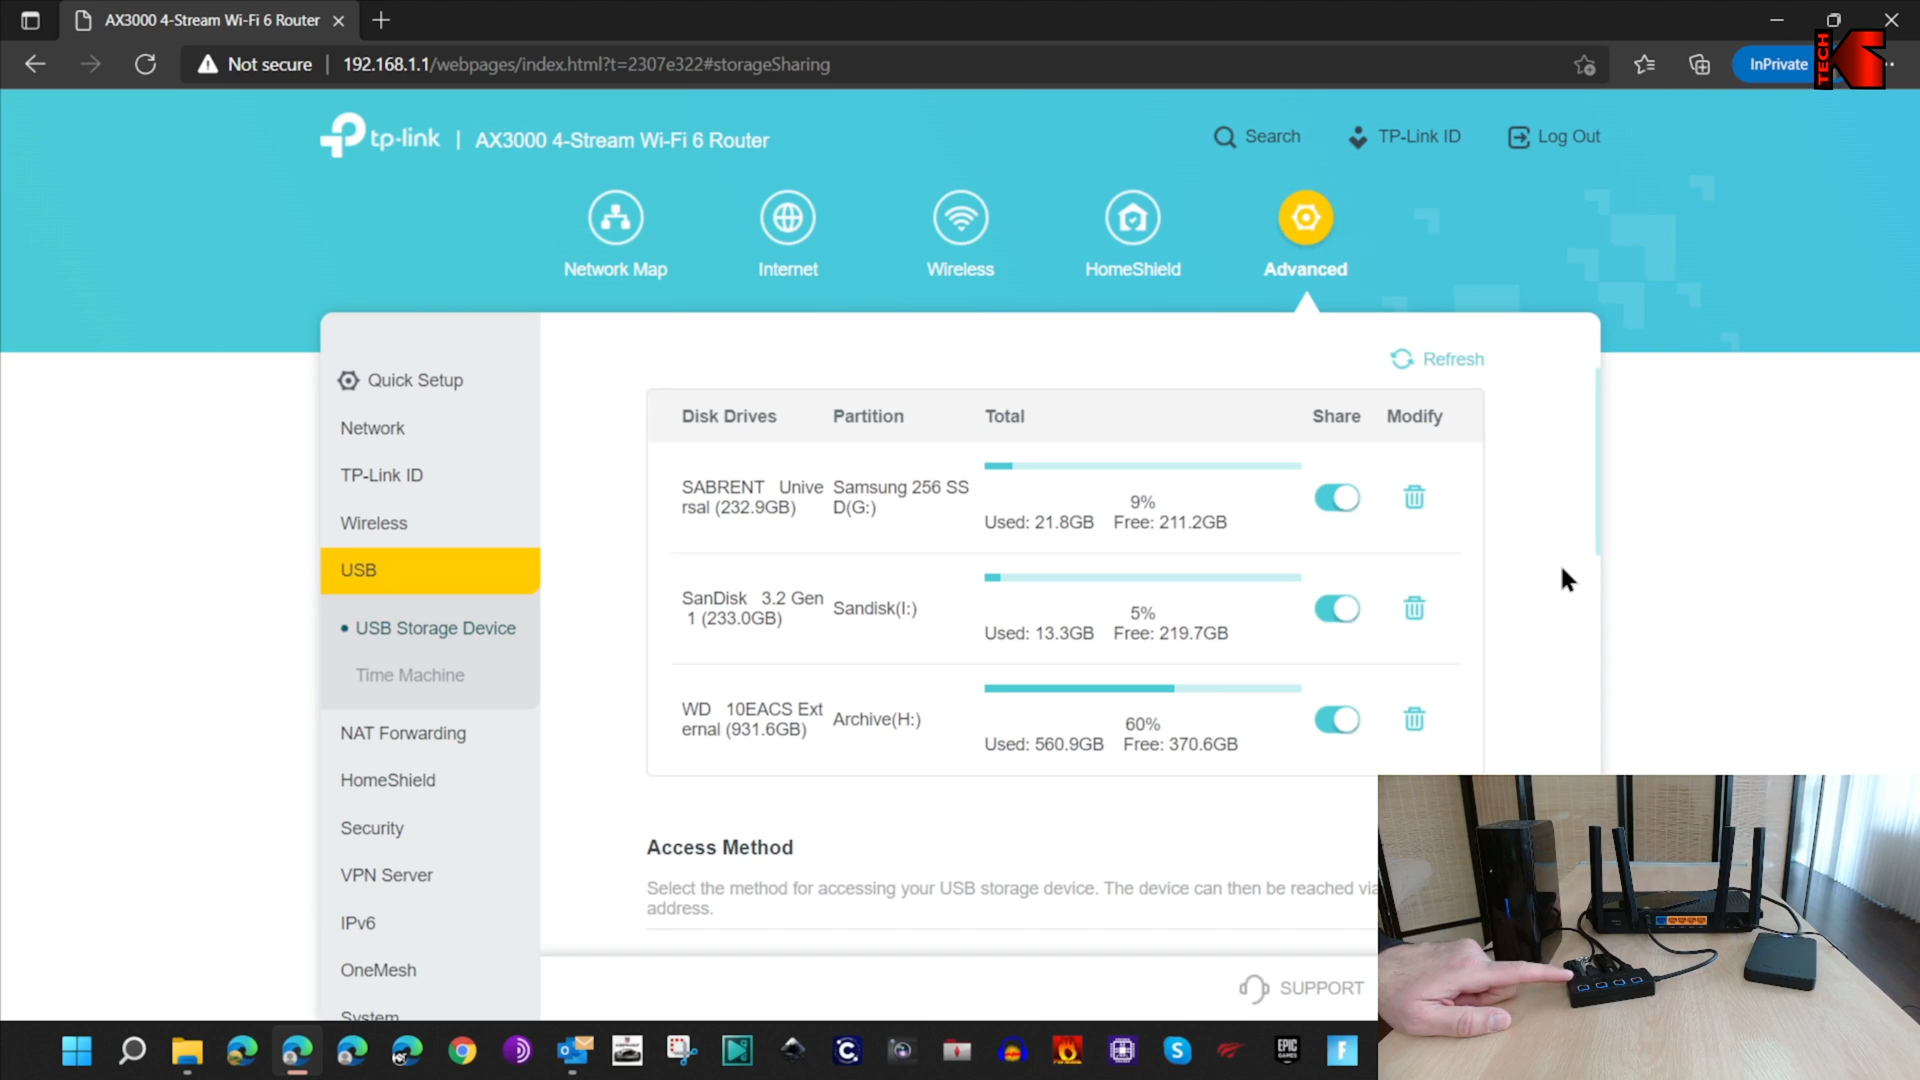 AX3000 4-Stream Wi-Fi 6 Router
Not secure | 192.168.1.1/webpages/index.html?t=2307e322#storageSharing
InPrivate
TECH
tp-link | AX3000 4-Stream Wi-Fi 6 Router
Search TP-Link ID Log Out
Network Map Internet Wireless HomeShield Advanced
Quick Setup
Network
TP-Link ID
Wireless
USB
USB Storage Device
Time Machine
NAT Forwarding
HomeShield
Security
VPN Server
IPv6
OneMesh
System
Refresh
Disk Drives Partition Total Share Modify
SABRENT Unive
rsal (232.9GB)
Samsung 256 SS
D(G:)
9%
Used: 21.8GB Free: 211.2GB
SanDisk 3.2 Gen
1 (233.0GB)
Sandisk(I:)
5%
Used: 13.3GB Free: 219.7GB
WD 10EACS Ext
ernal (931.6GB)
Archive(H:)
60%
Used: 560.9GB Free: 370.6GB
Access Method
Select the method for accessing your USB storage device. The device can then be reached via
address.
SUPPORT
EPIC
GAMES